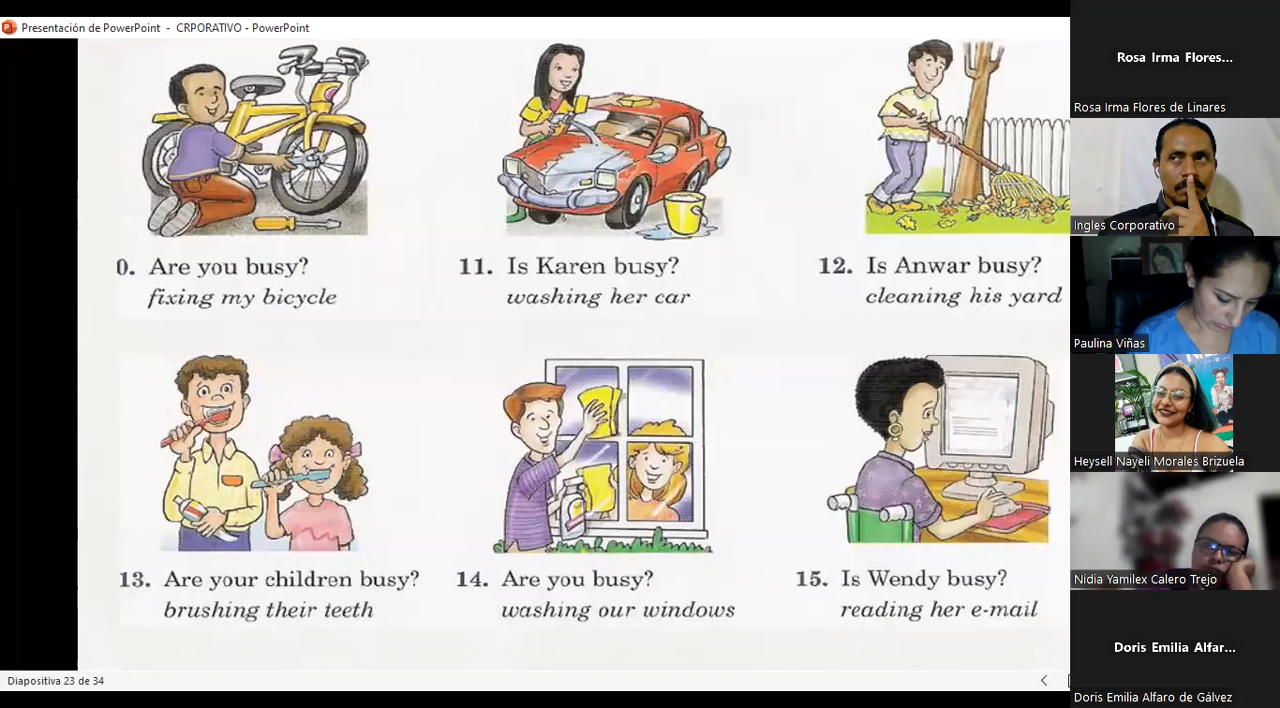 Presentación de PowerPoint - CRPORATIVO - PowerPoint
0. Are you busy?
fixing my bicycle
11. Is Karen busy?
washing her car
12. Is Anwar busy?
cleaning his yard
13. Are your children busy?
brushing their teeth
14. Are you busy?
washing our windows
15. Is Wendy busy?
reading her e-mail
Diapositiva 23 de 34
Rosa Irma Flores...
Rosa Irma Flores de Linares
Ingles Corporativo
Paulina Viñas
Heysell Nayeli Morales Brizuela
Nidia Yamilex Calero Trejo
Doris Emilia Alfar...
Doris Emilia Alfaro de Gálvez